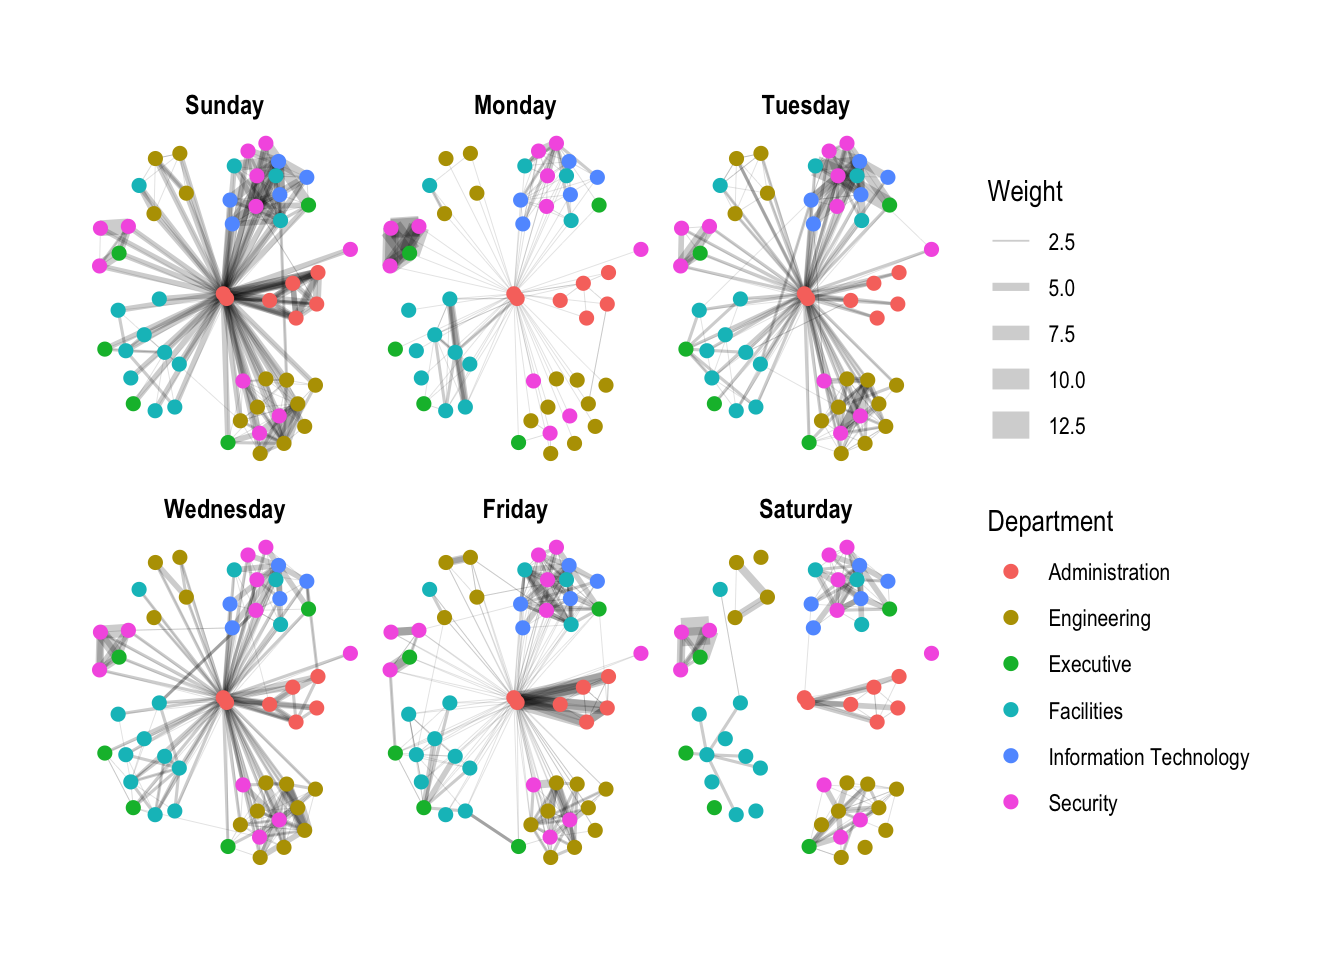 Sunday
Monday
Tuesday
Wednesday
Friday
Saturday
Weight
2.5
5.0
7.5
10.0
12.5
Department
Administration
Engineering
Executive
Facilities
Information Technology
Security